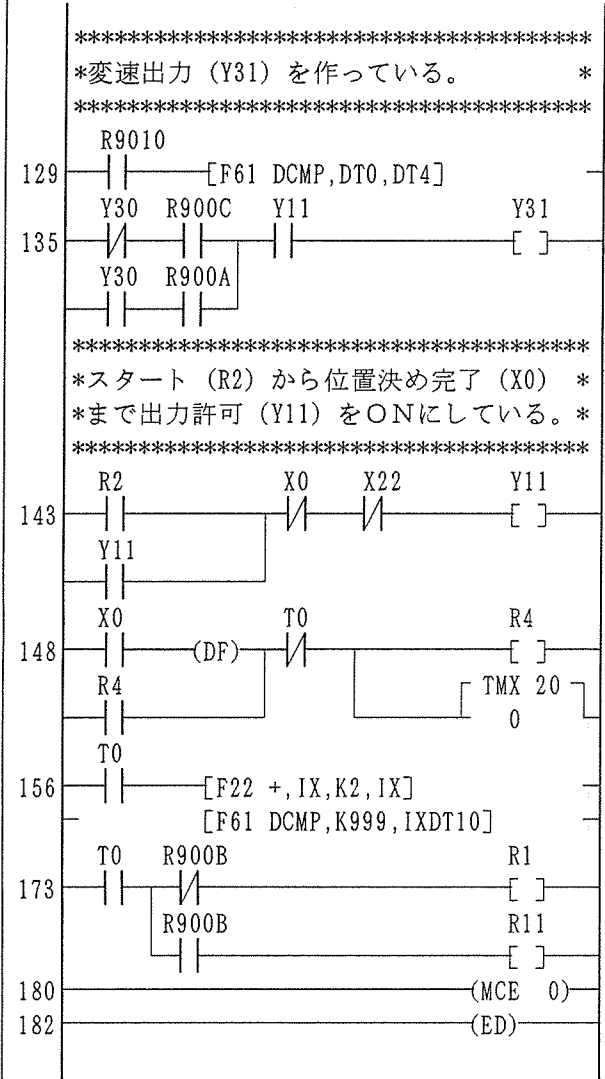 ***************************************
*変速出力 (Y31) を作っている。 *
***************************************
R9010
129 [F61 DCMP,DT0,DT4]
Y30 R900C Y11 Y31
135 [ ]
Y30 R900A
***************************************
*スタート (R2) から位置決め完了 (X0) *
*まで出力許可 (Y11) をONにしている。*
***************************************
R2 X0 X22 Y11
143 [ ]
Y11
X0 T0 R4
148 (DF) [ ]
R4 TMX 20
0
T0
156 [F22 +,IX,K2,IX]
[F61 DCMP,K999,IXDT10]
T0 R900B R1
173 [ ]
R900B R11
[ ]
180 (MCE 0)
182 (ED)